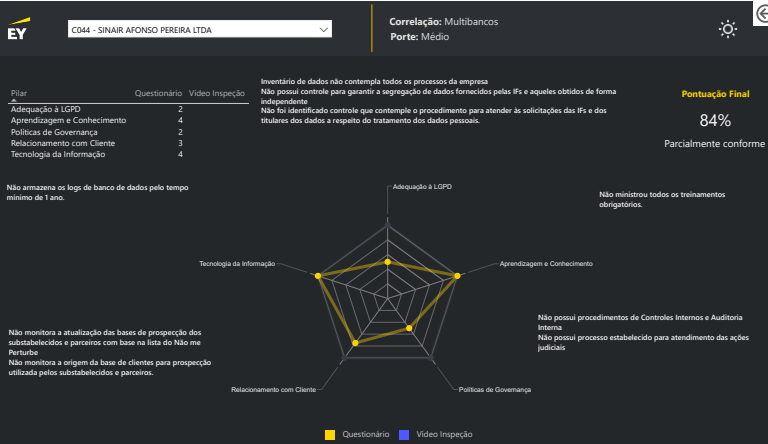 EY
C044 - SINAIR AFONSO PEREIRA LTDA
Correlação: Multibancos
Porte: Médio
Pilar Questionário Vídeo Inspeção
Adequação à LGPD 2
Aprendizagem e Conhecimento 4
Políticas de Governança 2
Relacionamento com Cliente 3
Tecnologia da Informação 4
Inventário de dados não contempla todos os processos da empresa
Não possui controle para garantir a segregação de dados fornecidos pelas IFs e aqueles obtidos de forma
independente
Não foi identificado controle que contemple o procedimento para atender às solicitações das IFs e dos
titulares dos dados a respeito do tratamento dos dados pessoais.
Pontuação Final
84%
Parcialmente conforme
Não armazena os logs de banco de dados pelo tempo
mínimo de 1 ano.
Adequação à LGPD
Não ministrou todos os treinamentos
obrigatórios.
Tecnologia da Informação
Aprendizagem e Conhecimento
Não monitora a atualização das bases de prospecção dos
substabelecidos e parceiros com base na lista do Não me
Perturbe
Não monitora a origem da base de clientes para prospecção
utilizada pelos substabelecidos e parceiros.
Não possui procedimentos de Controles Internos e Auditoria
Interna
Não possui processo estabelecido para atendimento das ações
judiciais
Relacionamento com Cliente
Políticas de Governança
Questionário Vídeo Inspeção